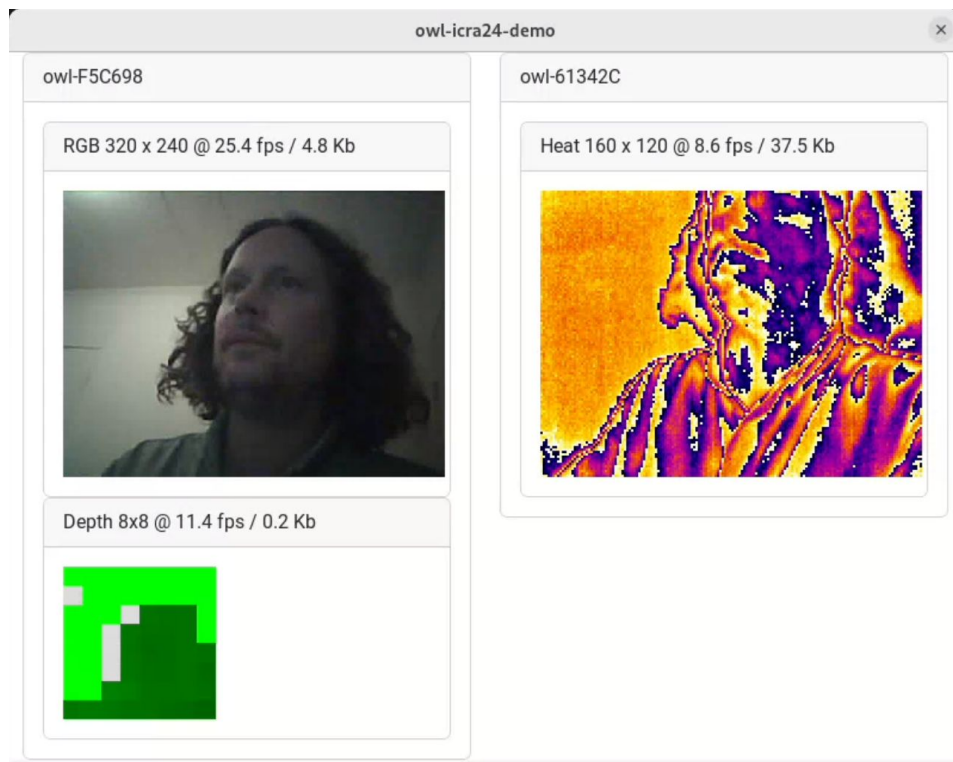 owl-icra24-demo
owl-F5C698
RGB 320 x 240 @ 25.4 fps / 4.8 Kb
Depth 8x8 @ 11.4 fps / 0.2 Kb
owl-61342C
Heat 160 x 120 @ 8.6 fps / 37.5 Kb